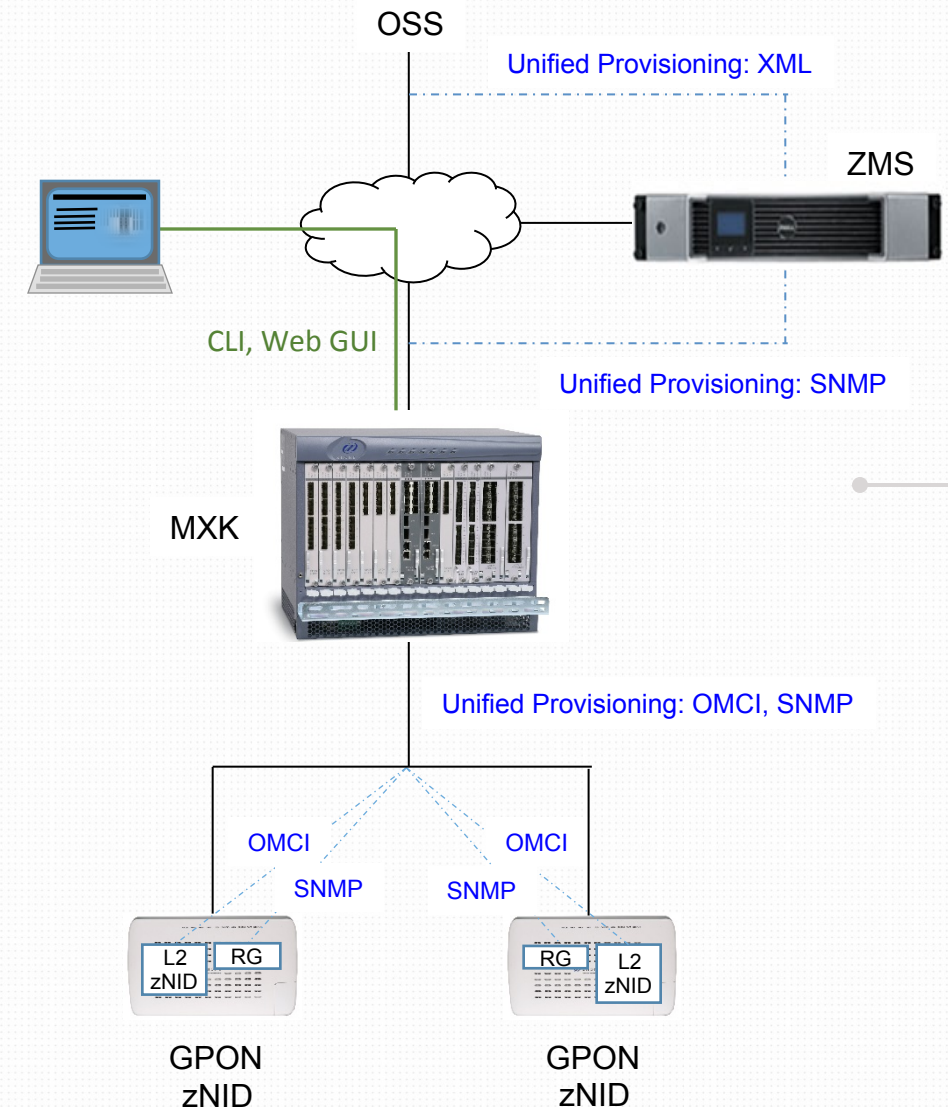 OSS
Unified Provisioning: XML
ZMS
CLI, Web GUI
Unified Provisioning: SNMP
MXK
Unified Provisioning: OMCI, SNMP
OMCI
OMCI
SNMP
SNMP
L2
zNID
RG
RG
L2
zNID
GPON
zNID
GPON
zNID